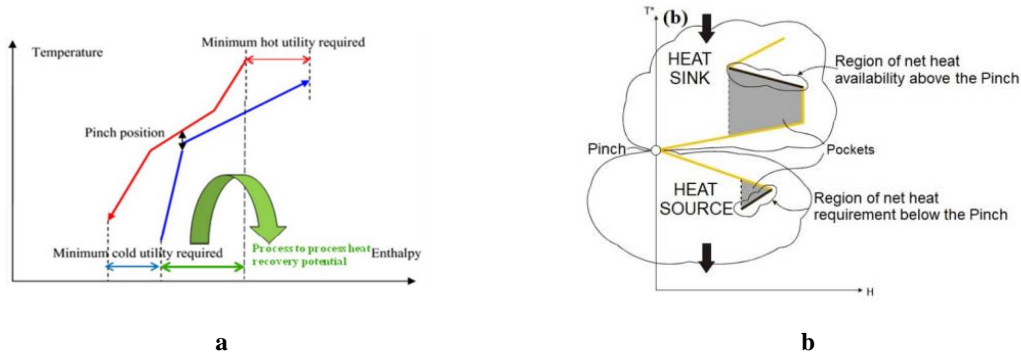 Temperature
Minimum hot utility required
Pinch position
Minimum cold utility required
Process to process heat
recovery potential
Enthalpy
a
T*
(b)
HEAT
SINK
Region of net heat
availability above the Pinch
Pinch
Pockets
HEAT
SOURCE
Region of net heat
requirement below the Pinch
H
b